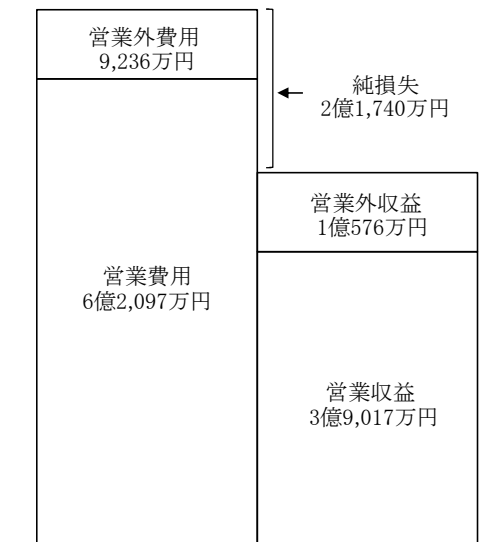 営業外費用
9,236万円
純損失
2億1,740万円
営業外収益
1億576万円
営業費用
6億2,097万円
営業収益
3億9,017万円